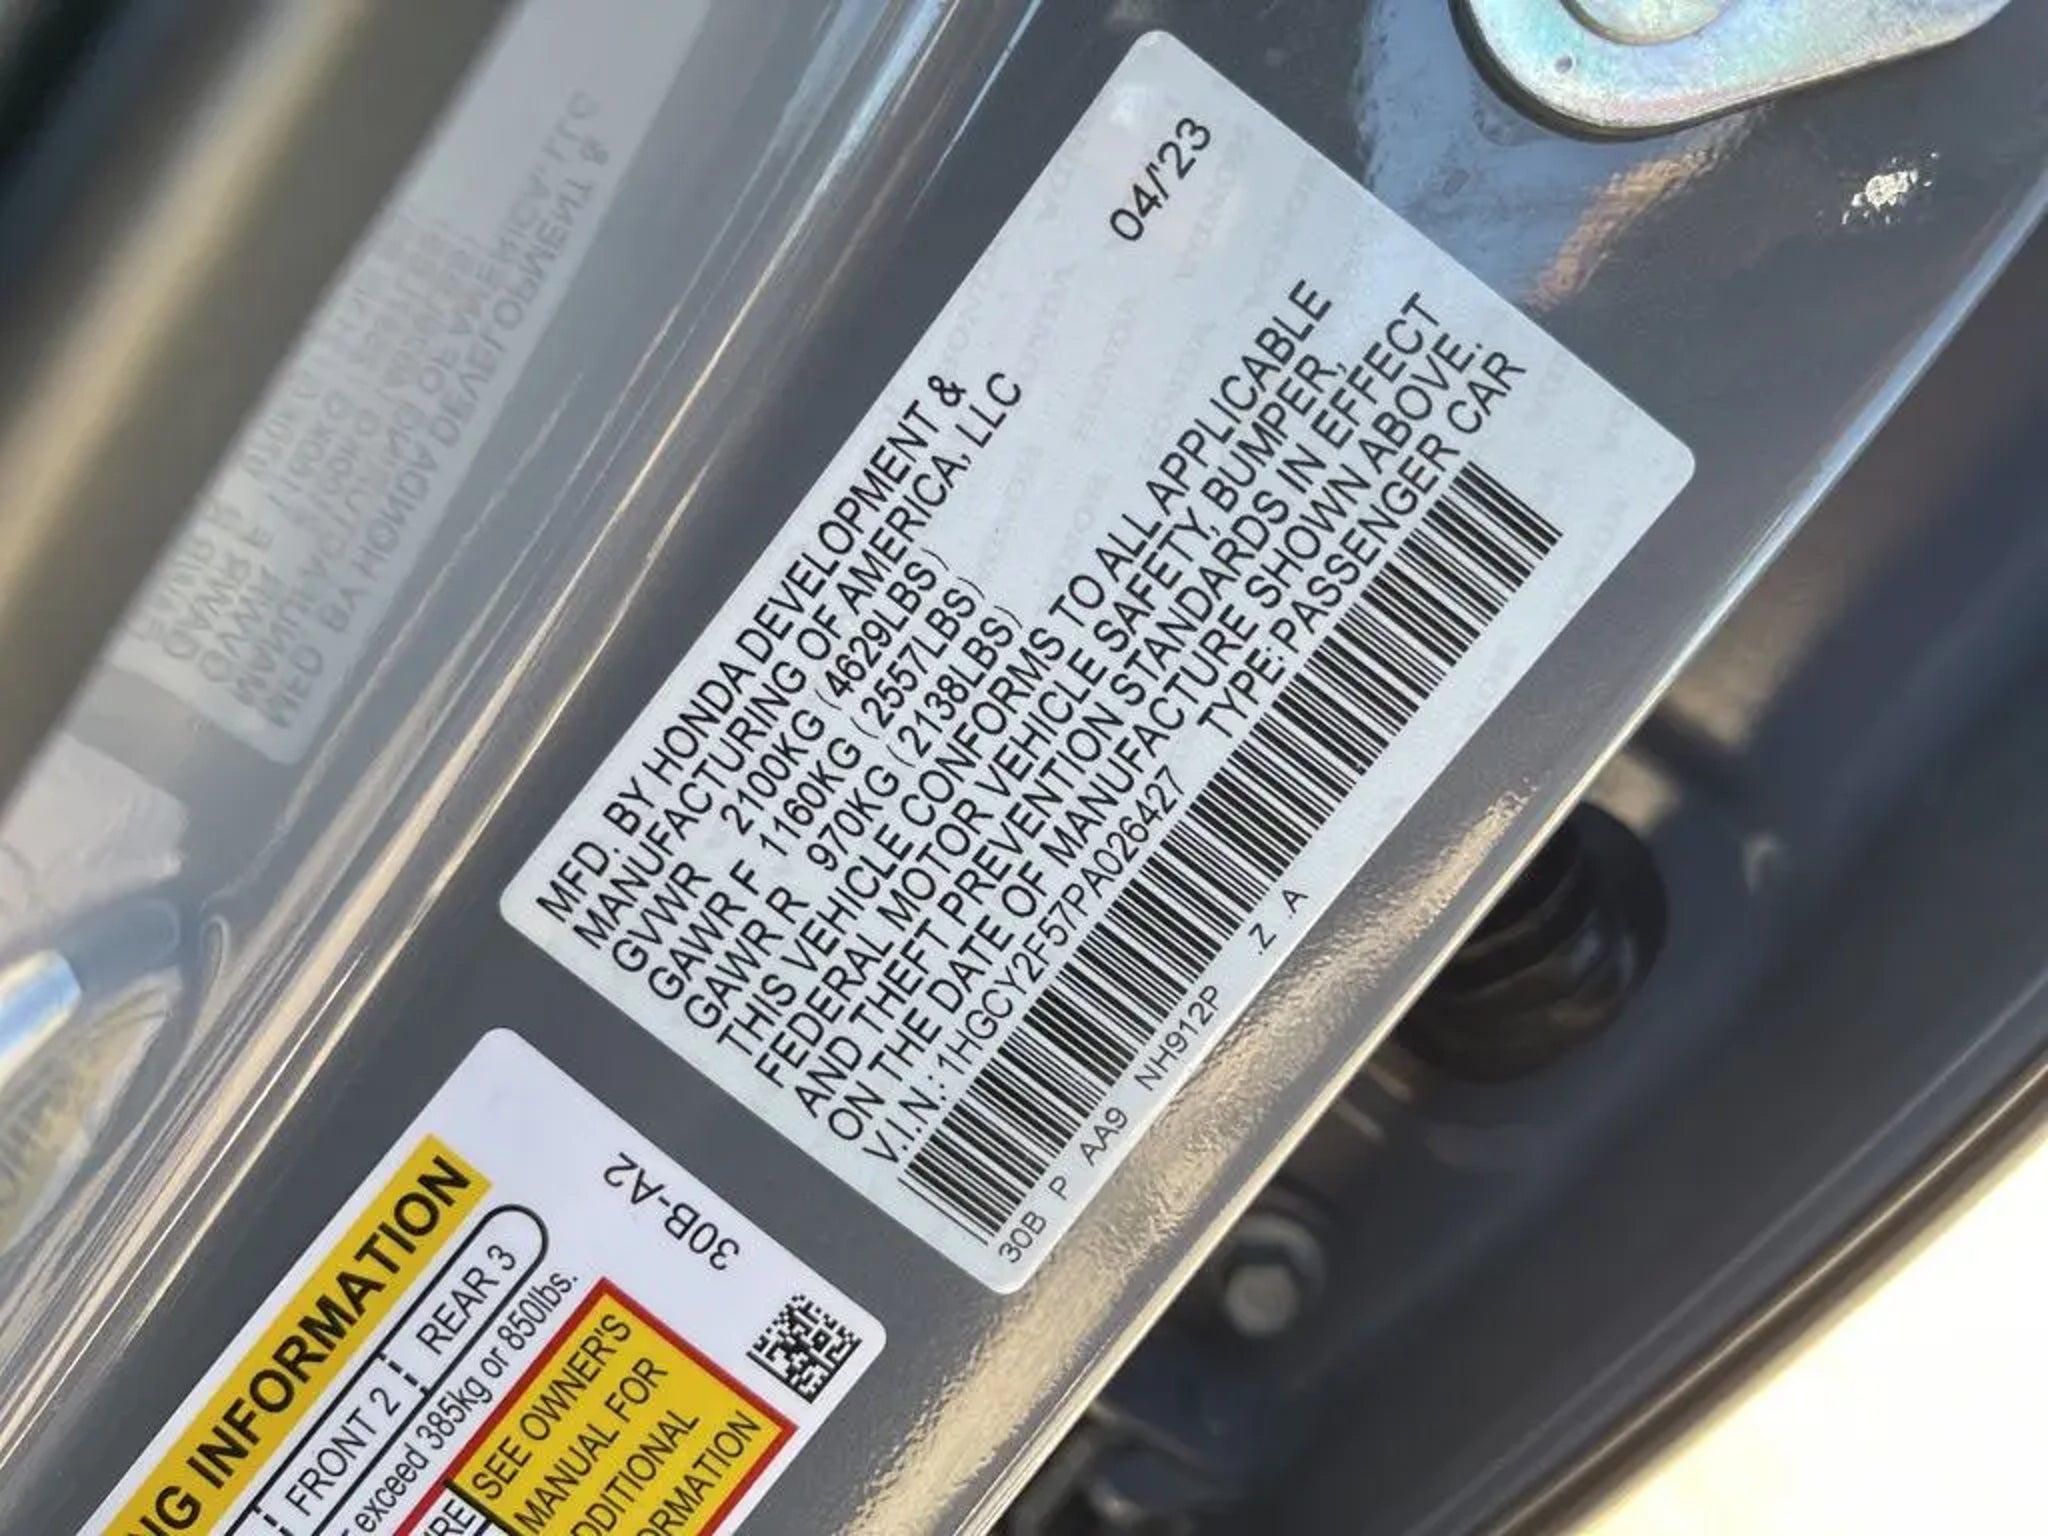 04/'23
MFD. BY HONDA DEVELOPMENT &
MANUFACTURING OF AMERICA, LLC
GVWR 2100KG (4629LBS)
GAWR F 1160KG (2557LBS)
GAWR R 970KG (2138LBS)
THIS VEHICLE CONFORMS TO ALL APPLICABLE
FEDERAL MOTOR VEHICLE SAFETY, BUMPER,
AND THEFT PREVENTION STANDARDS IN EFFECT
ON THE DATE OF MANUFACTURE SHOWN ABOVE.
V.I.N.: 1HGCY2F57PA026427 TYPE: PASSENGER CAR
30B P AA9 NH912P .Z .A
30B-A2
NG INFORMATION
FRONT 2 REAR 3
exceed 385kg or 850lbs.
SEE OWNER'S
MANUAL FOR
DDITIONAL
ORMATION